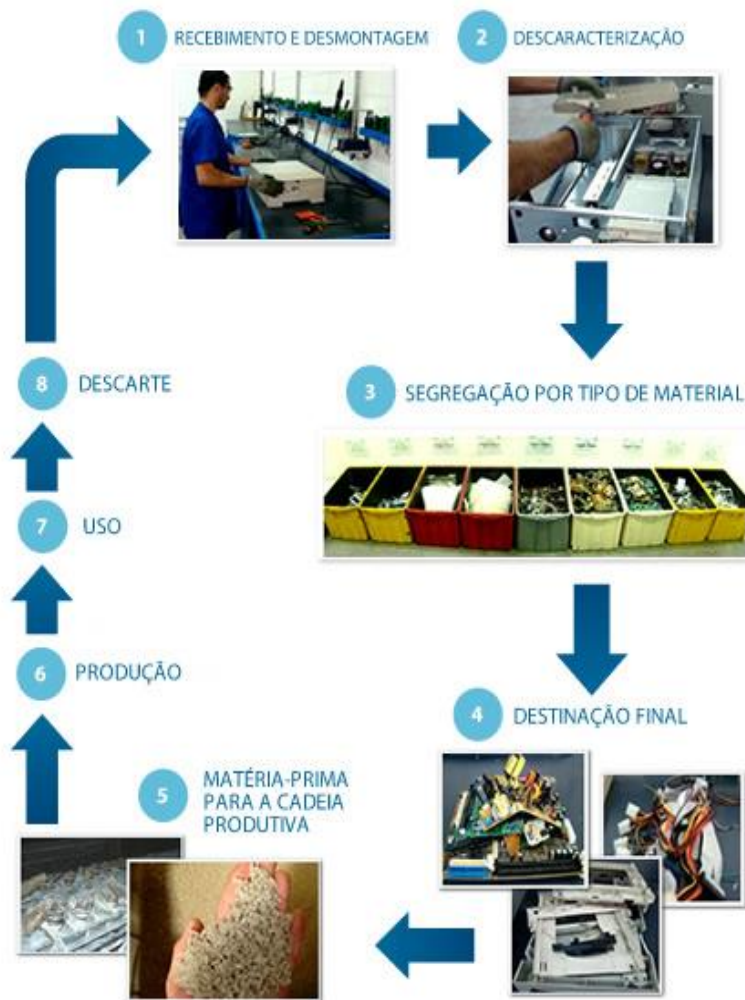 1 RECEBIMENTO E DESMONTAGEM
2 DESCARACTERIZAÇÃO
3 SEGREGAÇÃO POR TIPO DE MATERIAL
4 DESTINAÇÃO FINAL
5 MATÉRIA-PRIMA
PARA A CADEIA
PRODUTIVA
6 PRODUÇÃO
7 USO
8 DESCARTE